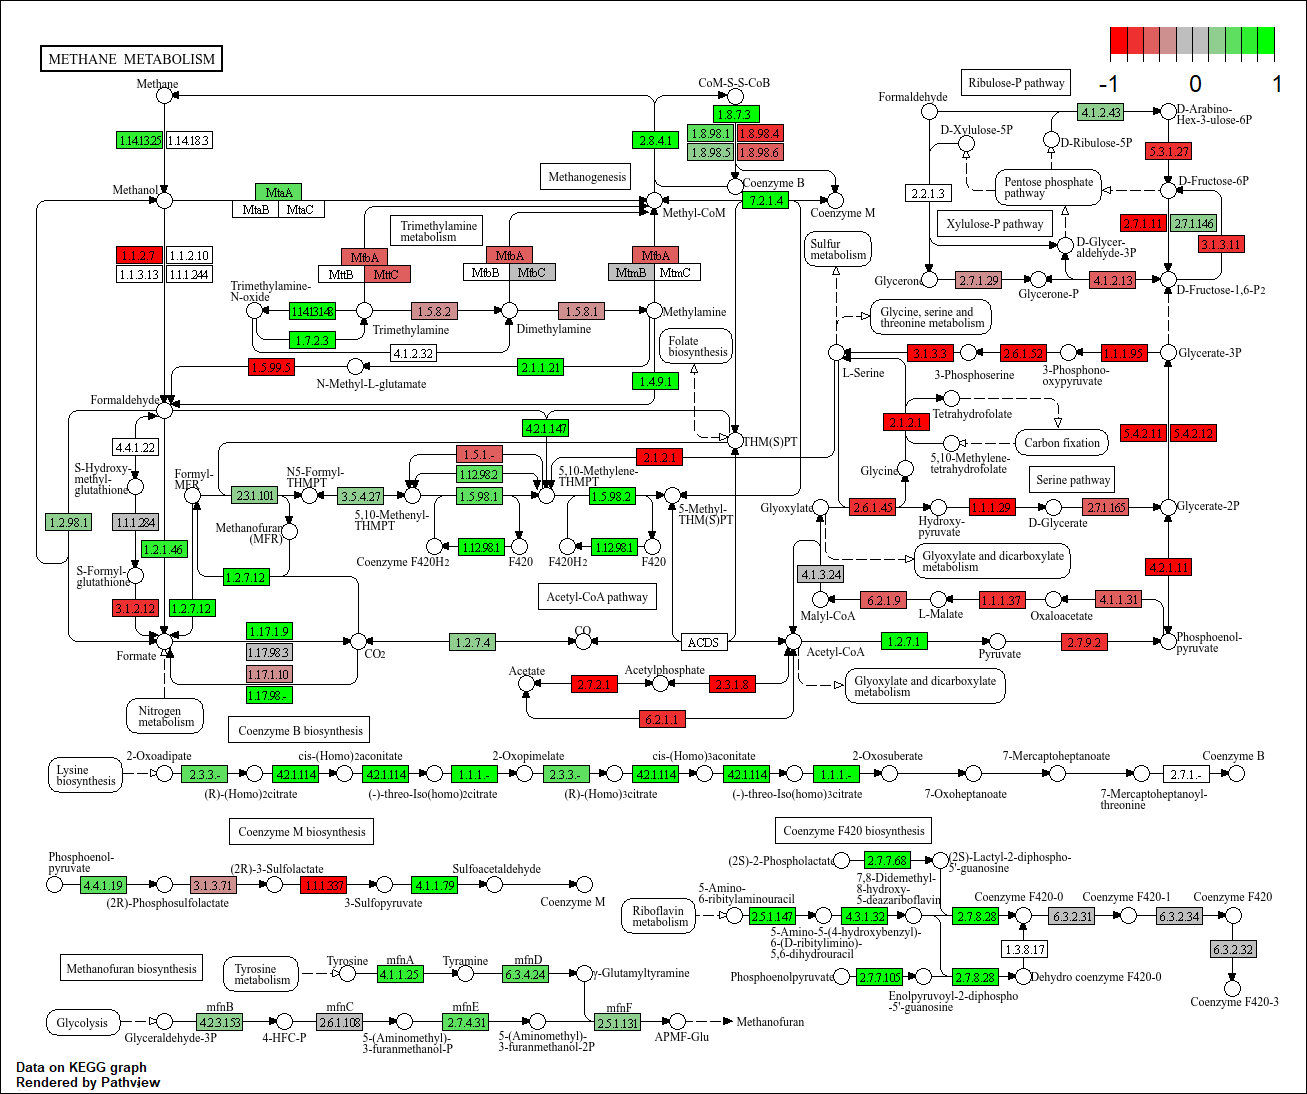 METHANE METABOLISM
-1 0 1
Methane
CoM-S-S-CoB
Ribulose-P pathway
Formaldehyde
D-Arabino-
Hex-3-ulose-6P
4.1.2.43
1.8.7.3
D-Xylulose-5P
D-Ribulose-5P
1.14.13.25 1.14.18.3
2.8.4.1
1.8.98.1 1.8.98.4
1.8.98.5 1.8.98.6
5.3.1.27
Methanogenesis
Methanol
MtaA
MtaB MtaC
Coenzyme B
7.2.1.4
Methyl-CoM
Coenzyme M
2.2.1.3
Pentose phosphate
pathway
D-Fructose-6P
Trimethylamine
metabolism
Xylulose-P pathway
2.7.1.11 2.7.1.146
3.1.3.11
Sulfur
metabolism
D-Glycer-
aldehyde-3P
1.1.2.7 1.1.2.10
1.1.3.13 1.1.1.244
MtbA
MttB MttC
MtbA
MtbB MtbC
MtbA
MtmB MtmC
Glycerone
2.7.1.29
Glycerone-P
4.1.2.13
D-Fructose-1,6-P2
Trimethylamine-
N-oxide
1.14.13.148
1.7.2.3
Trimethylamine
1.5.8.2
Dimethylamine
1.5.8.1
Methylamine
Glycine, serine and
threonine metabolism
4.1.2.32
Folate
biosynthesis
1.5.99.5
N-Methyl-L-glutamate
2.1.1.21
1.4.9.1
L-Serine
3.1.3.3
3-Phosphoserine
2.6.1.52
3-Phosphono-
oxypyruvate
1.1.1.95
Glycerate-3P
Formaldehyde
4.2.1.147
THM(S)PT
2.1.2.1
Tetrahydrofolate
Carbon fixation
5.4.2.11 5.4.2.12
4.4.1.22
S-Hydroxy-
methyl-
glutathione
Formyl-
MFR
N5-Formyl-
THMPT
1.5.1.-
1.12.98.2
5,10-Methylene-
THMPT
2.1.2.1
5,10-Methylene-
tetrahydrofolate
Glycine
Serine pathway
2.3.1.101
3.5.4.27
1.5.98.1
1.5.98.2
5,10-Methenyl-
THMPT
5-Methyl-
THM(S)PT
Glyoxylate
2.6.1.45
Hydroxy-
pyruvate
1.1.1.29
D-Glycerate
2.7.1.165
Glycerate-2P
1.2.98.1
1.1.1.284
Methanofuran
(MFR)
1.2.1.46
Coenzyme F420H2
1.12.98.1
F420
F420H2
1.12.98.1
F420
Glyoxylate and dicarboxylate
metabolism
4.2.1.11
S-Formyl-
glutathione
1.2.7.12
4.1.3.24
3.1.2.12
1.2.7.12
Acetyl-CoA pathway
Malyl-CoA
6.2.1.9
L-Malate
1.1.1.37
Oxaloacetate
4.1.1.31
Formate
1.17.1.9
1.17.98.3
1.17.1.10
1.17.98.-
CO2
1.2.7.4
CO
ACDS
Acetyl-CoA
1.2.7.1
Pyruvate
2.7.9.2
Phosphoenol-
pyruvate
Acetate
2.7.2.1
Acetylphosphate
2.3.1.8
6.2.1.1
Glyoxylate and dicarboxylate
metabolism
Nitrogen
metabolism
Coenzyme B biosynthesis
Lysine
biosynthesis
2-Oxoadipate
2.3.3.-
(R)-(Homo)2citrate
4.2.1.114
cis-(Homo)2aconitate
4.2.1.114
(-)-threo-Iso(homo)2citrate
1.1.1.-
2-Oxopimelate
2.3.3.-
(R)-(Homo)3citrate
4.2.1.114
cis-(Homo)3aconitate
4.2.1.114
(-)-threo-Iso(homo)3citrate
1.1.1.-
2-Oxosuberate
7-Oxoheptanoate
7-Mercaptoheptanoate
7-Mercaptoheptanoyl-
threonine
2.7.1.-
Coenzyme B
Coenzyme M biosynthesis
Phosphoenol-
pyruvate
4.4.1.19
(2R)-Phosphosulfolactate
3.1.3.71
(2R)-3-Sulfolactate
1.1.1.337
3-Sulfopyruvate
4.1.1.79
Sulfoacetaldehyde
Coenzyme M
Coenzyme F420 biosynthesis
(2S)-2-Phospholactate
2.7.7.68
(2S)-Lactyl-2-diphospho-
5'-guanosine
7,8-Didemethyl-
8-hydroxy-
5-deazariboflavin
Riboflavin
metabolism
5-Amino-
6-ribitylaminouracil
2.5.1.147
5-Amino-5-(4-hydroxybenzyl)-
6-(D-ribitylimino)-
5,6-dihydrouracil
4.3.1.32
2.7.8.28
Coenzyme F420-0
6.3.2.31
Coenzyme F420-1
6.3.2.34
Coenzyme F420
1.3.8.17
6.3.2.32
Phosphoenolpyruvate
2.7.7.105
Enolpyruvoyl-2-diphospho
-5'-guanosine
2.7.8.28
Dehydro coenzyme F420-0
Coenzyme F420-3
Methanofuran biosynthesis
Tyrosine
metabolism
Tyrosine
mfnA
4.1.1.25
Tyramine
mfnD
6.3.4.24
γ-Glutamyltyramine
Glycolysis
Glyceraldehyde-3P
mfnB
4.2.3.153
4-HFC-P
mfnC
2.6.1.108
5-(Aminomethyl)-
3-furanmethanol-P
mfnE
2.7.4.31
5-(Aminomethyl)-
3-furanmethanol-2P
mfnF
2.5.1.131
APMF-Glu
Methanofuran
Data on KEGG graph
Rendered by Pathview